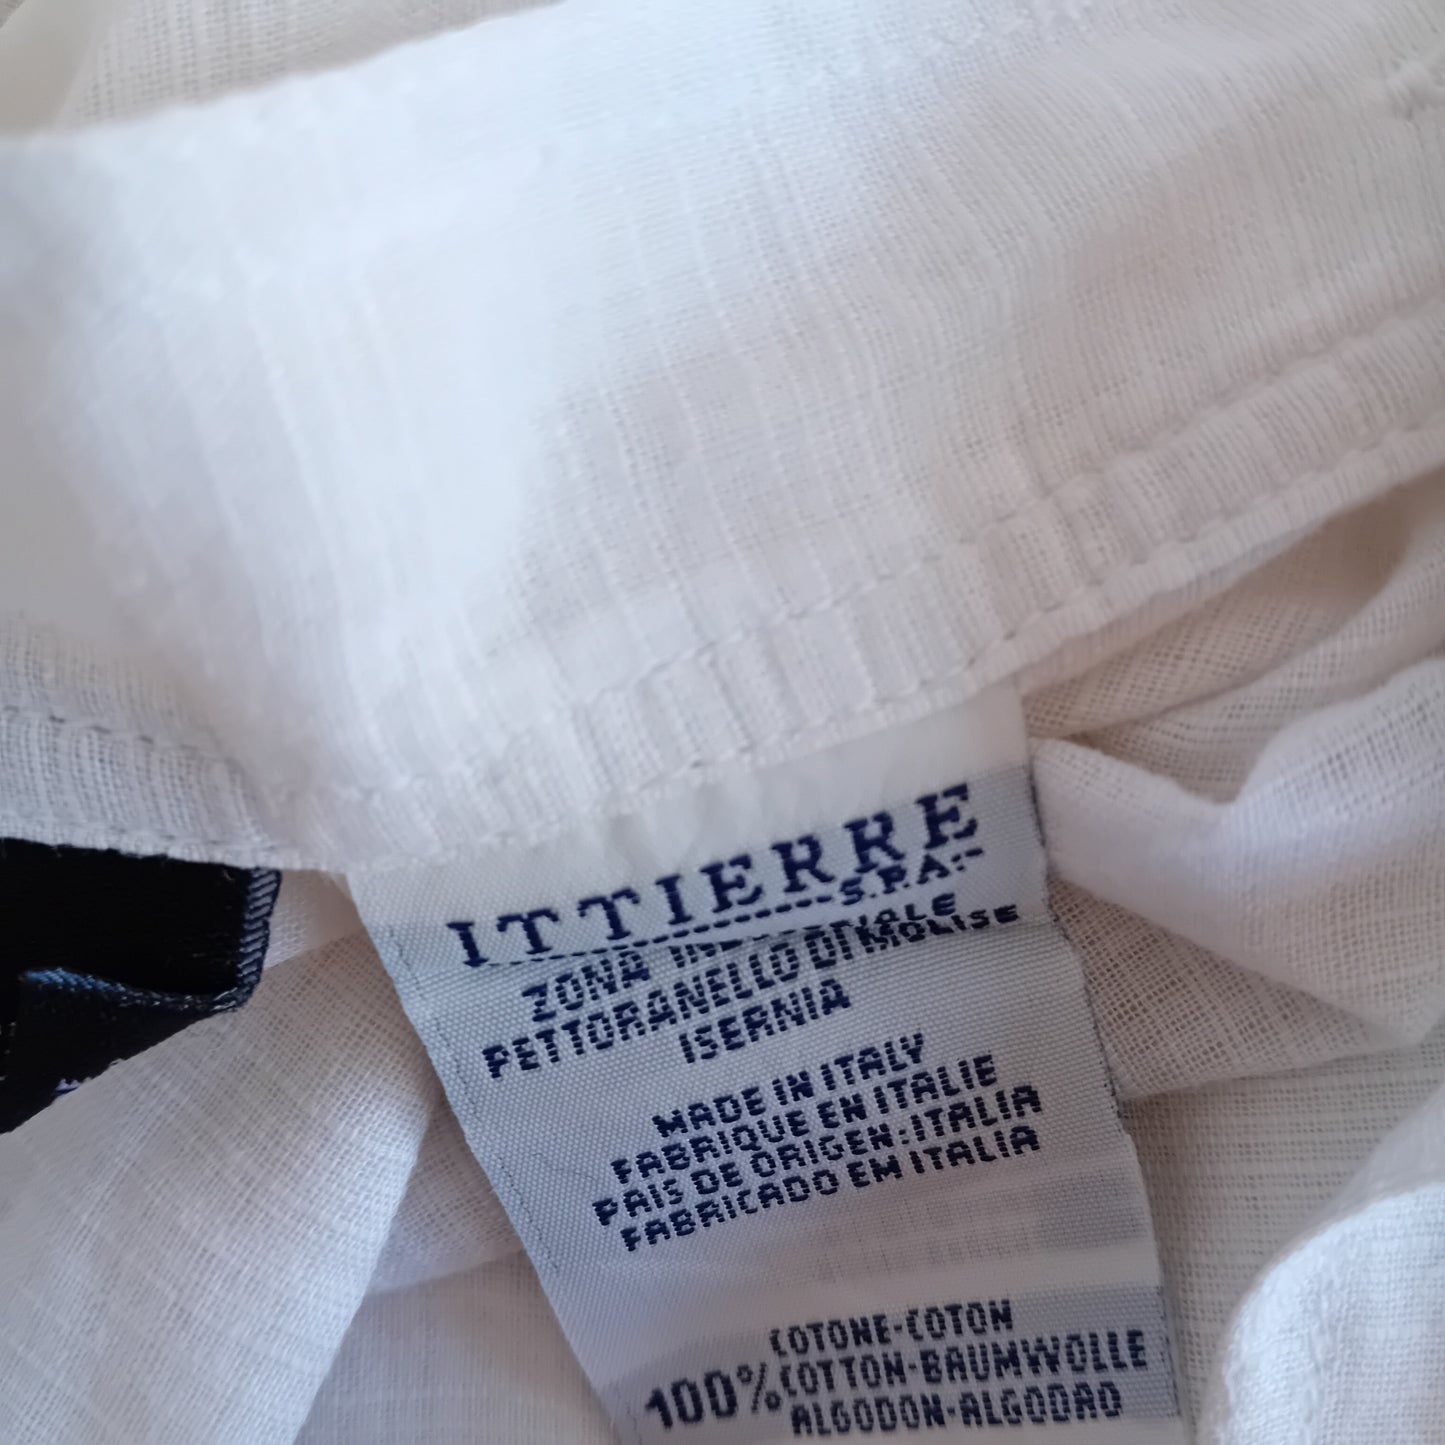 ITTIERRE
S.P.A.
ZONA INDUSTRIALE
PETTORANELLO DI MOLISE
ISERNIA
MADE IN ITALY
FABRIQUE EN ITALIE
PAIS DE ORIGEN:ITALIA
FABRICADO EM ITALIA
COTONE-COTON
100% COTTON-BAUMWOLLE
ALGODON-ALGODAO